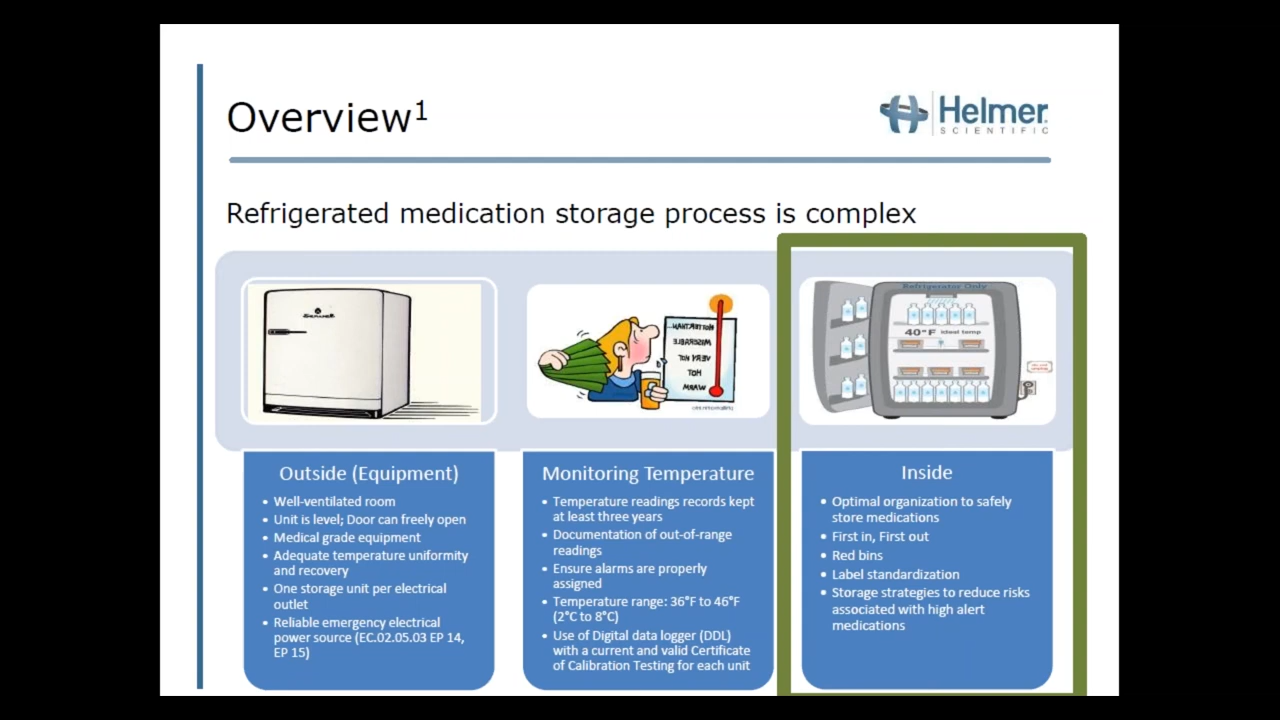 Overview1
Helmer
SCIENTIFIC
Refrigerated medication storage process is complex
Refrigerator Only
40°F ideal temp
Outside (Equipment)
• Well-ventilated room
• Unit is level; Door can freely open
• Medical grade equipment
• Adequate temperature uniformity
and recovery
• One storage unit per electrical
outlet
• Reliable emergency electrical
power source (EC.02.05.03 EP 14,
EP 15)
Monitoring Temperature
• Temperature readings records kept
at least three years
• Documentation of out-of-range
readings
• Ensure alarms are properly
assigned
• Temperature range: 36°F to 46°F
(2°C to 8°C)
• Use of Digital data logger (DDL)
with a current and valid Certificate
of Calibration Testing for each unit
Inside
• Optimal organization to safely
store medications
• First in, First out
• Red bins
• Label standardization
• Storage strategies to reduce risks
associated with high alert
medications